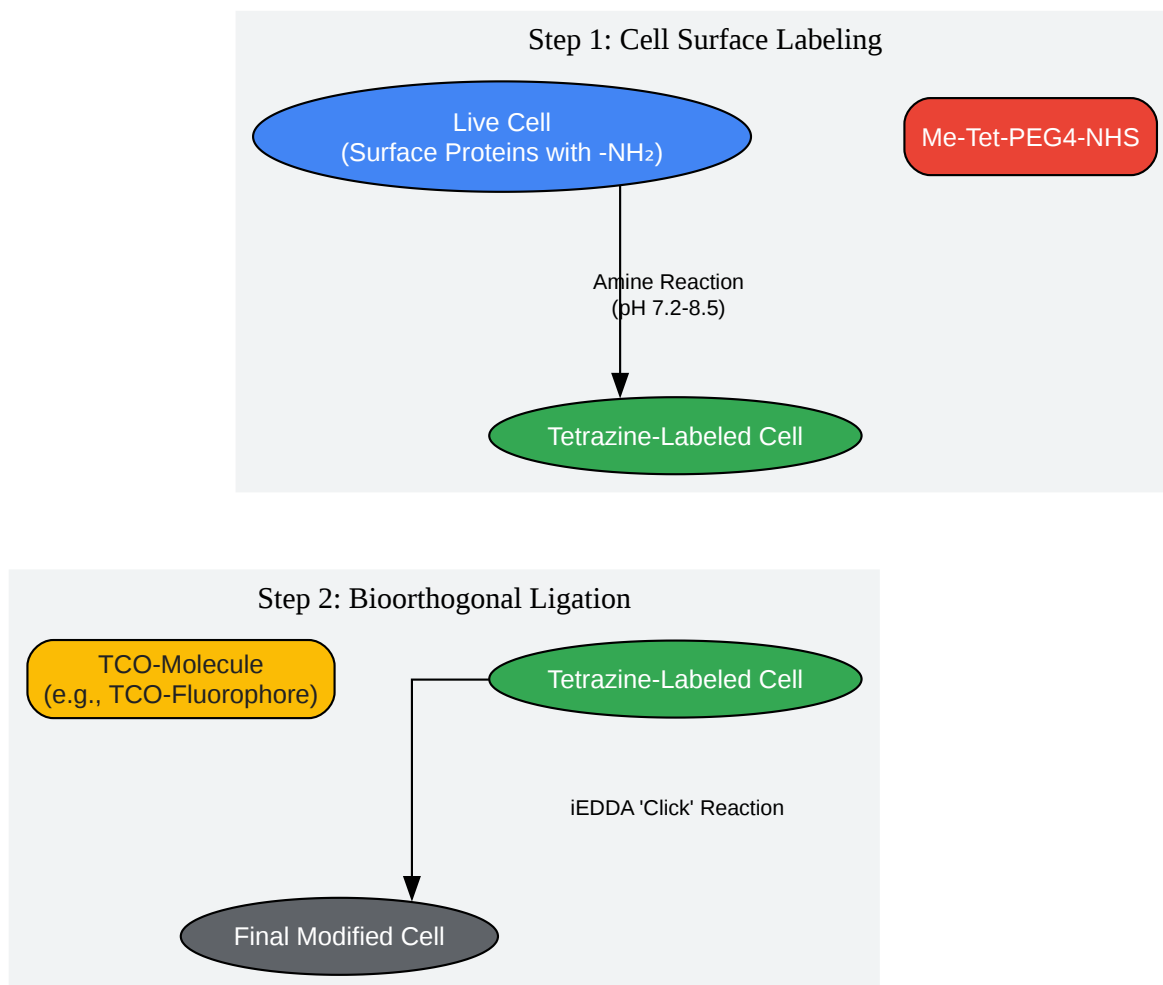 Step 1: Cell Surface Labeling
Live Cell
(Surface Proteins with -NH₂)
Me-Tet-PEG4-NHS
Amine Reaction
(pH 7.2-8.5)
Tetrazine-Labeled Cell
Step 2: Bioorthogonal Ligation
TCO-Molecule
(e.g., TCO-Fluorophore)
Tetrazine-Labeled Cell
iEDDA 'Click' Reaction
Final Modified Cell